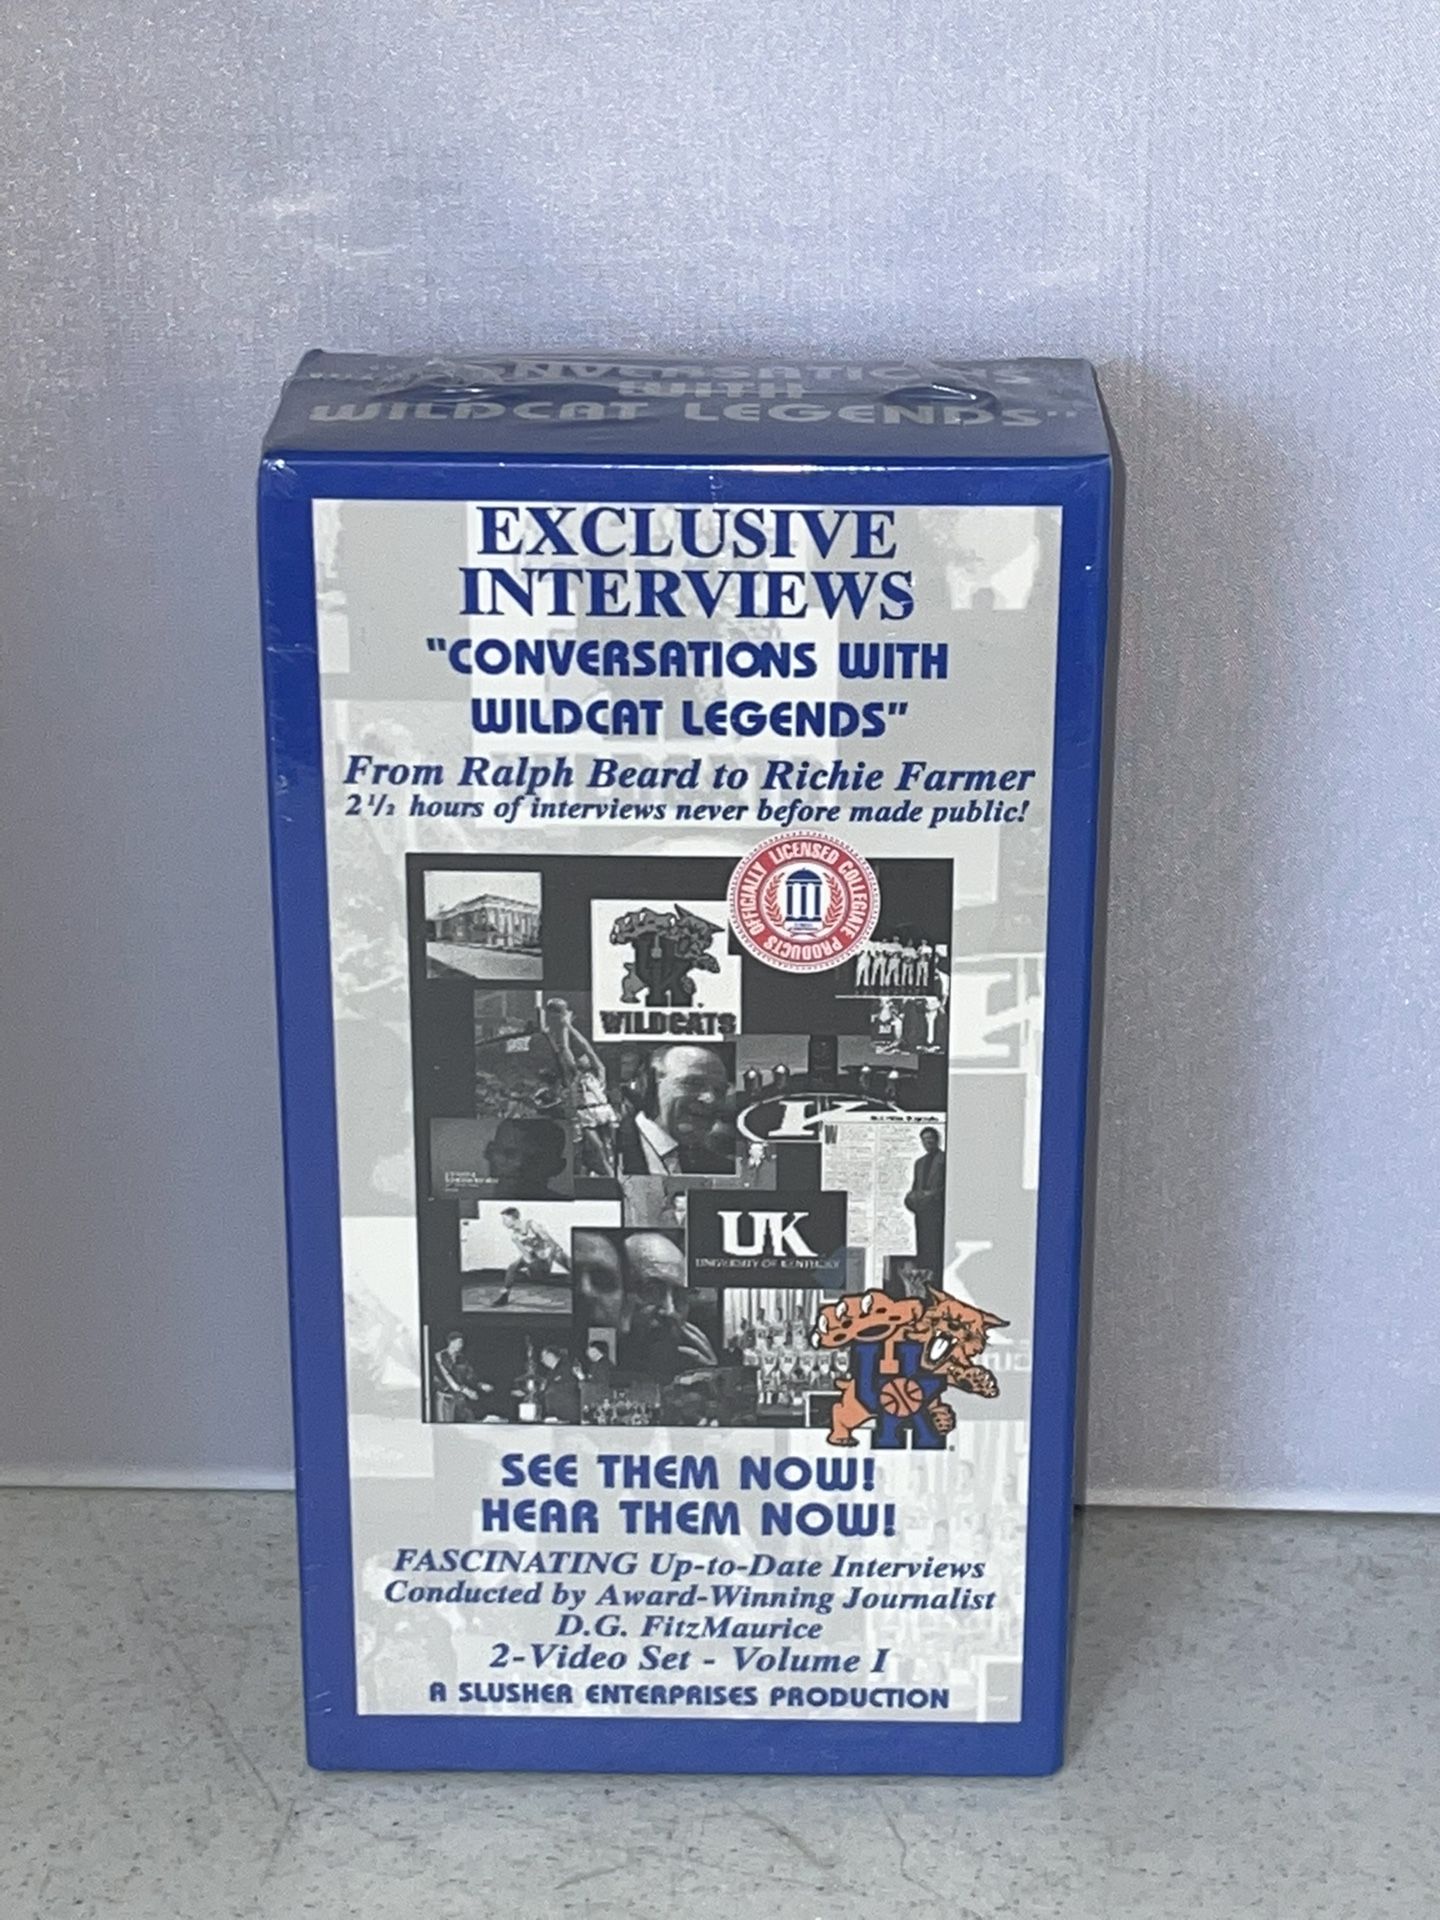 "CONVERSATIONS
WITH
WILDCAT LEGENDS"
EXCLUSIVE
INTERVIEWS
"CONVERSATIONS WITH
WILDCAT LEGENDS"
From Ralph Beard to Richie Farmer
2 1/2 hours of interviews never before made public!
OFFICIALLY LICENSED COLLEGIATE PRODUCTS
WILDCATS
K
W
UK
UNIVERSITY OF KENTUCKY
UK
SEE THEM NOW!
HEAR THEM NOW!
FASCINATING Up-to-Date Interviews
Conducted by Award-Winning Journalist
D.G. FitzMaurice
2-Video Set - Volume I
A SLUSHER ENTERPRISES PRODUCTION